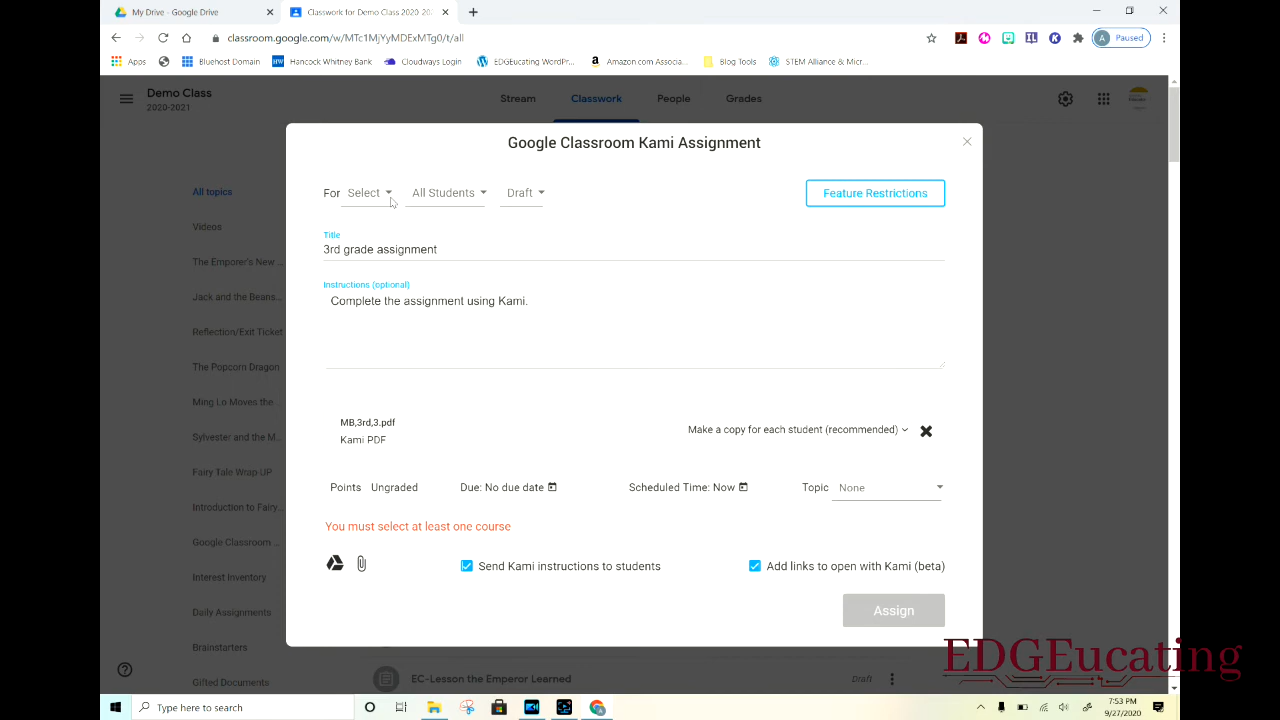 My Drive - Google Drive
Classwork for Demo Class 2020-202
classroom.google.com/w/MTc1MjYyMDExMTg0/t/all
A Paused
Apps
Bluehost Domain
HW Hancock Whitney Bank
Cloudways Login
EDGEucating WordPr...
Amazon.com Associa...
Blog Tools
STEM Alliance & Micr...
Demo Class
2020-2021
Stream
Classwork
People
Grades
Google Classroom Kami Assignment
For Select All Students Draft
Feature Restrictions
Title
3rd grade assignment
Instructions (optional)
Complete the assignment using Kami.
MB,3rd,3.pdf
Kami PDF
Make a copy for each student (recommended)
Points Ungraded Due: No due date Scheduled Time: Now Topic None
You must select at least one course
Send Kami instructions to students
Add links to open with Kami (beta)
Assign
All topics
Videos
The Emporer's New ...
Jack and the Beans...
Reflection/Exit Ticket
The Popcorn Dragon
Ming Lo Moves the ...
Sylvester and the M...
Fairy Tale Wrap-UP
Introduction to Fairy...
Google Classroom ...
Interest Inventory
Daily Assignments
Brainstarters
Gifted Documents
EC-Lesson the Emperor Learned
Draft
EDGEucating
Type here to search
7:53 PM
9/27/2020